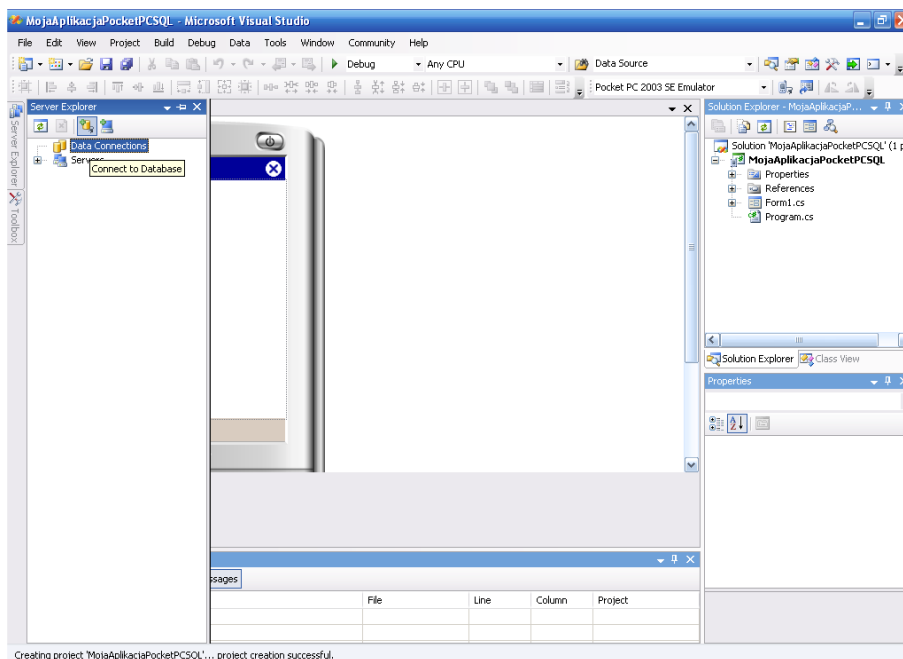 MojaAplikacjaPocketPCSQL - Microsoft Visual Studio
File Edit View Project Build Debug Data Tools Window Community Help
Debug Any CPU Data Source
Pocket PC 2003 SE Emulator
Server Explorer
Data Connections
Servers
Connect to Database
Server Explorer
Toolbox
Solution Explorer - MojaAplikacjaP...
Solution 'MojaAplikacjaPocketPCSQL' (1 p
MojaAplikacjaPocketPCSQL
Properties
References
Form1.cs
Program.cs
Solution Explorer Class View
Properties
ssages
File Line Column Project
Creating project 'MojaAplikacjaPocketPCSQL'... project creation successful.